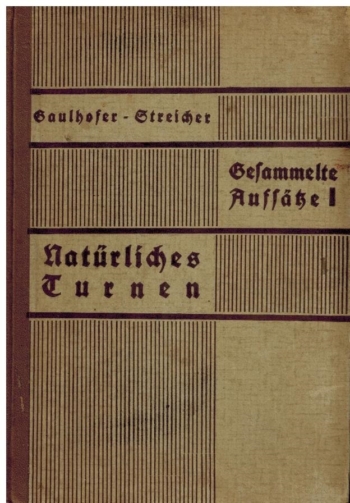 Gaulhofer - Streicher
Geſammelte
Aufſätze I
Natürliches
Turnen